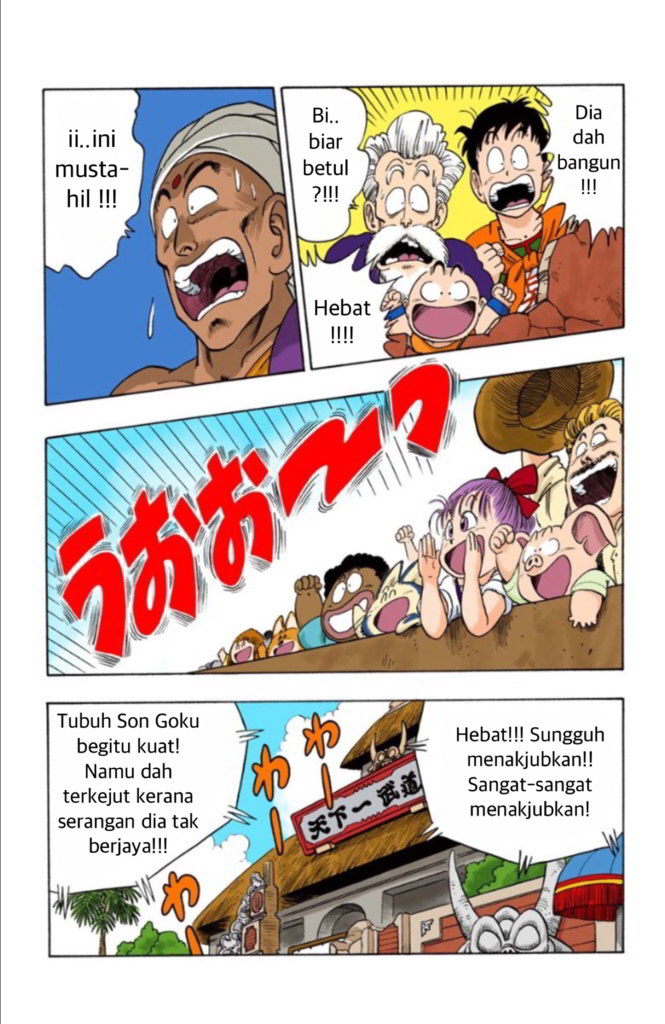 ii..ini
musta-
hil !!!
Bi..
biar
betul
?!!!
Dia
dah
bangun
!!!
Hebat
!!!!
うおお〜っ
Tubuh Son Goku
begitu kuat!
Namu dah
terkejut kerana
serangan dia tak
berjaya!!!
わー
わー
わー
天下一武道
Hebat!!! Sungguh
menakjubkan!!
Sangat-sangat
menakjubkan!